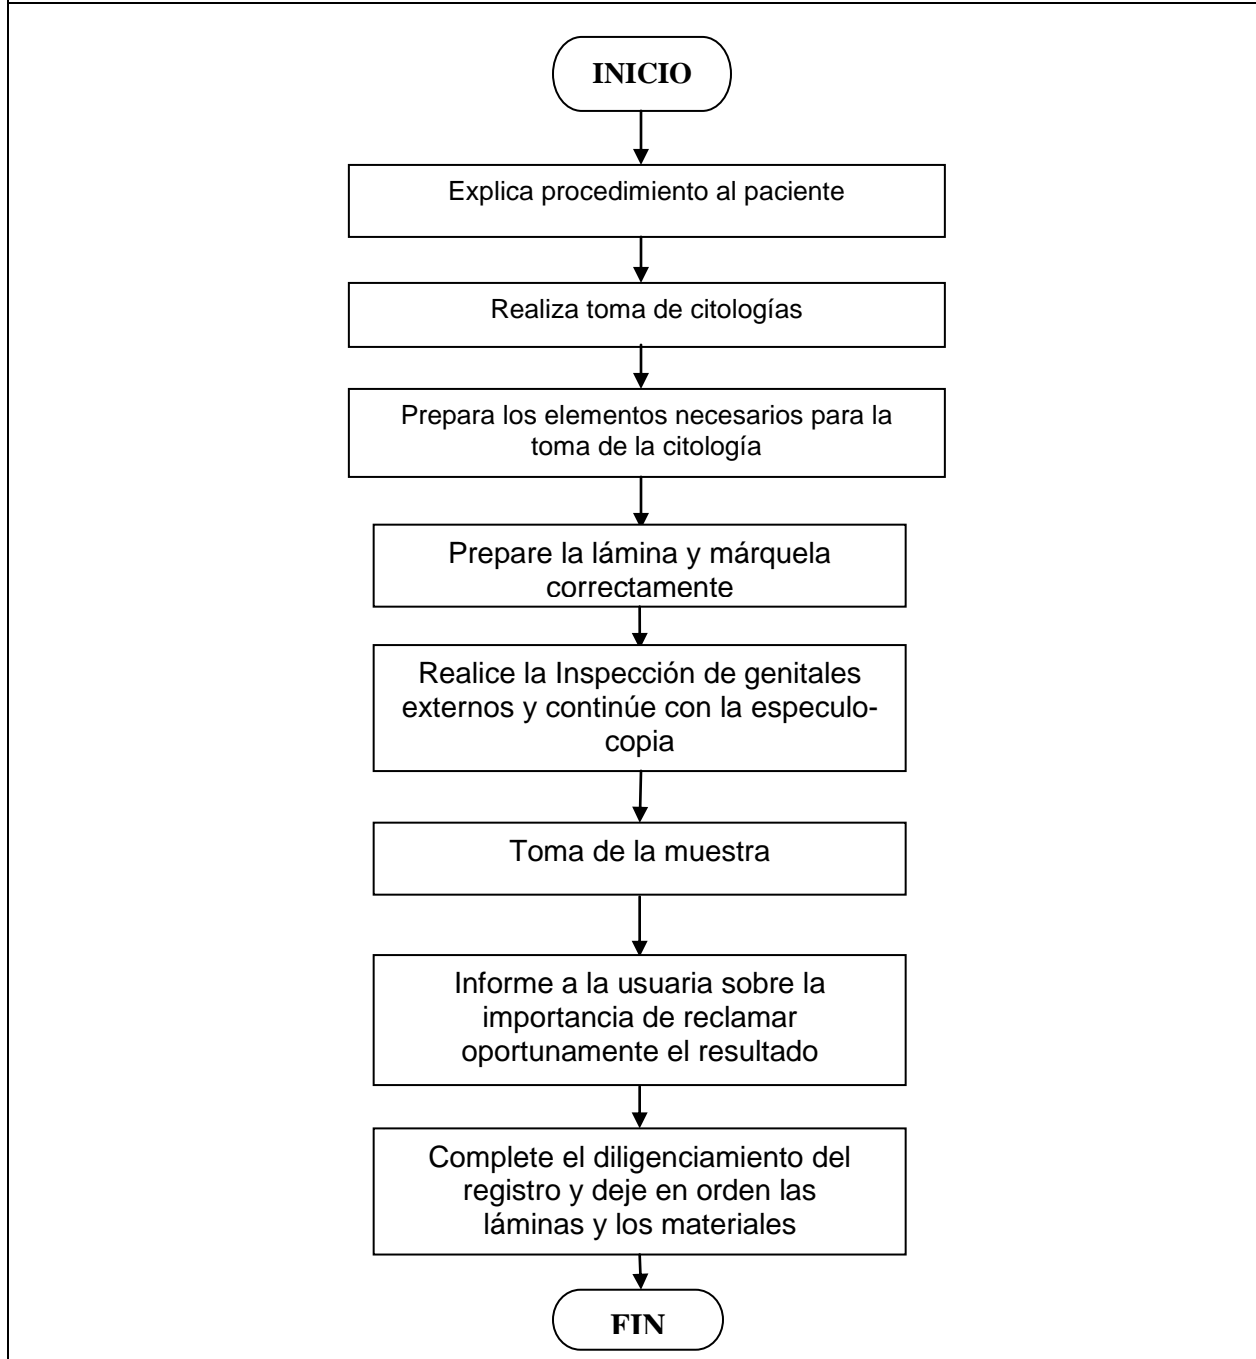 INICIO
Explica procedimiento al paciente
Realiza toma de citologías
Prepara los elementos necesarios para la
toma de la citología
Prepare la lámina y márquela
correctamente
Realice la Inspección de genitales
externos y continúe con la especulo-
copia
Toma de la muestra
Informe a la usuaria sobre la
importancia de reclamar
oportunamente el resultado
Complete el diligenciamiento del
registro y deje en orden las
láminas y los materiales
FIN